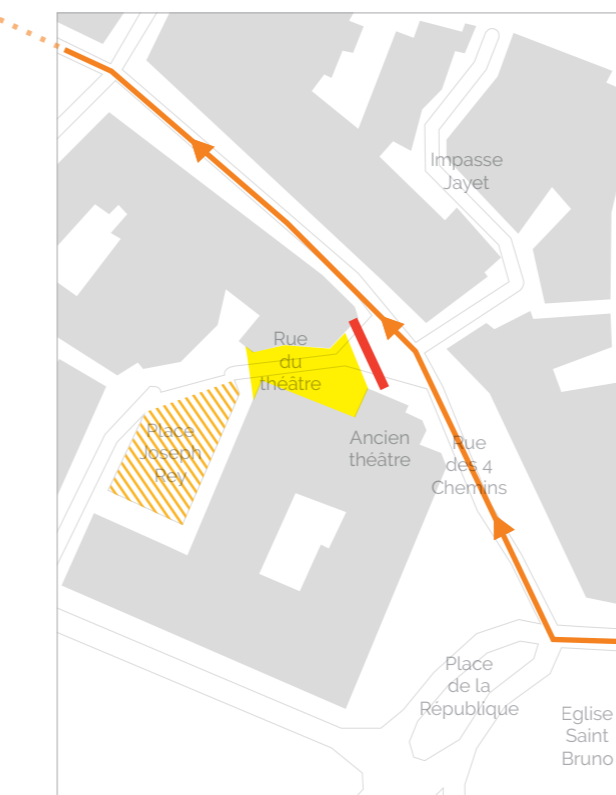 Impasse
Jayet
Rue
du
théâtre
Place
Joseph
Rey
Ancien
théâtre
Rue
des 4
Chemins
Place
de la
République
Eglise
Saint
Bruno